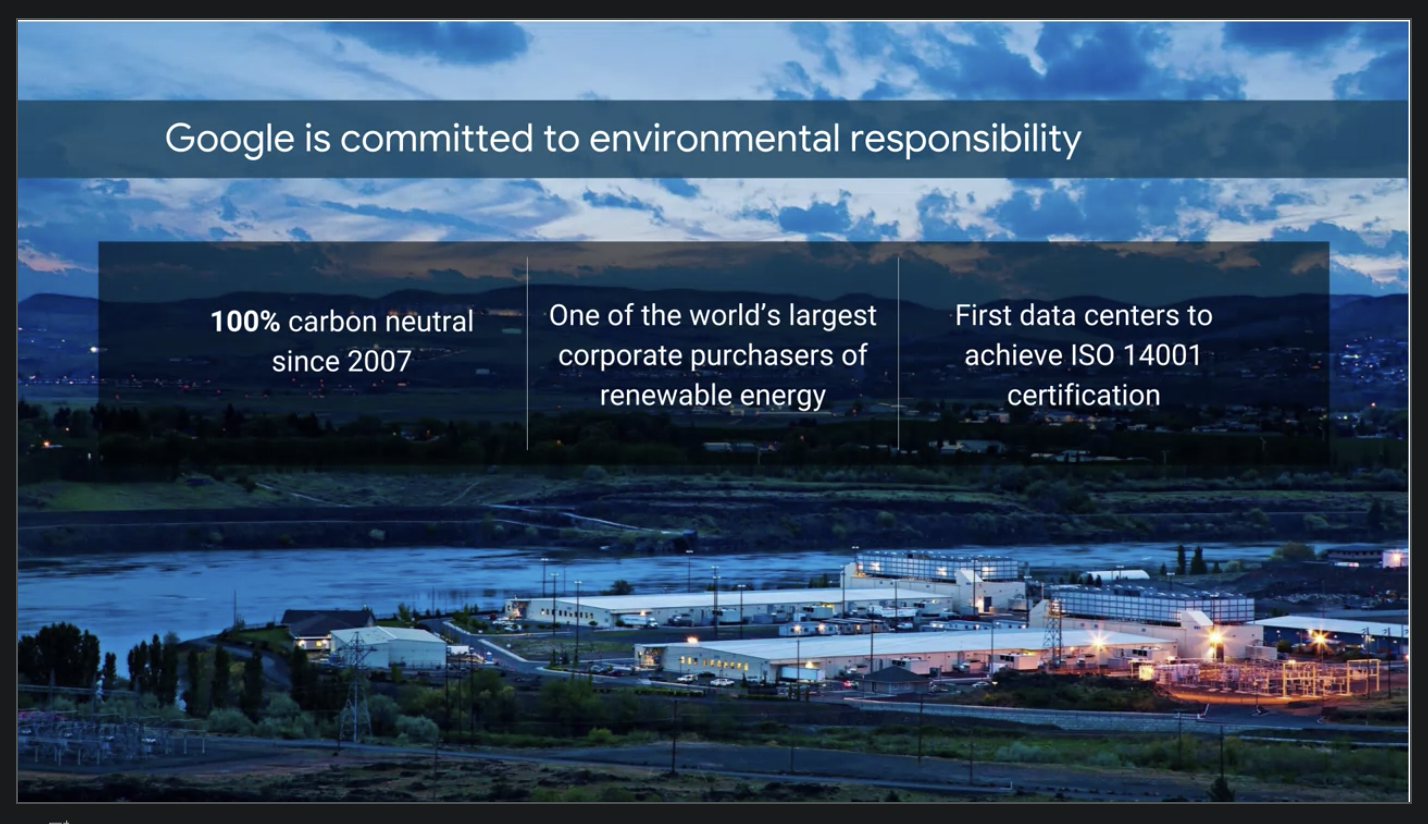 Google is committed to environmental responsibility
100% carbon neutral
since 2007
One of the world’s largest
corporate purchasers of
renewable energy
First data centers to
achieve ISO 14001
certification